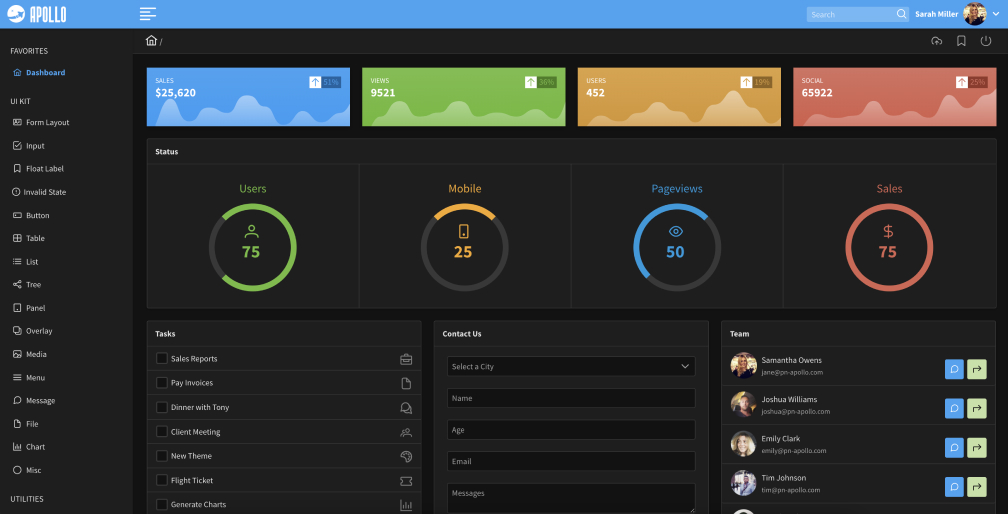 APOLLO
Search
Sarah Miller
FAVORITES
Dashboard
UI KIT
Form Layout
Input
Float Label
Invalid State
Button
Table
List
Tree
Panel
Overlay
Media
Menu
Message
File
Chart
Misc
UTILITIES
/
SALES
$25,620
51%
VIEWS
9521
36%
USERS
452
19%
SOCIAL
65922
25%
Status
Users
75
Mobile
25
Pageviews
50
Sales
75
Tasks
Sales Reports
Pay Invoices
Dinner with Tony
Client Meeting
New Theme
Flight Ticket
Generate Charts
Contact Us
Select a City
Name
Age
Email
Messages
Team
Samantha Owens
jane@pn-apollo.com
Joshua Williams
joshua@pn-apollo.com
Emily Clark
emily@pn-apollo.com
Tim Johnson
tim@pn-apollo.com